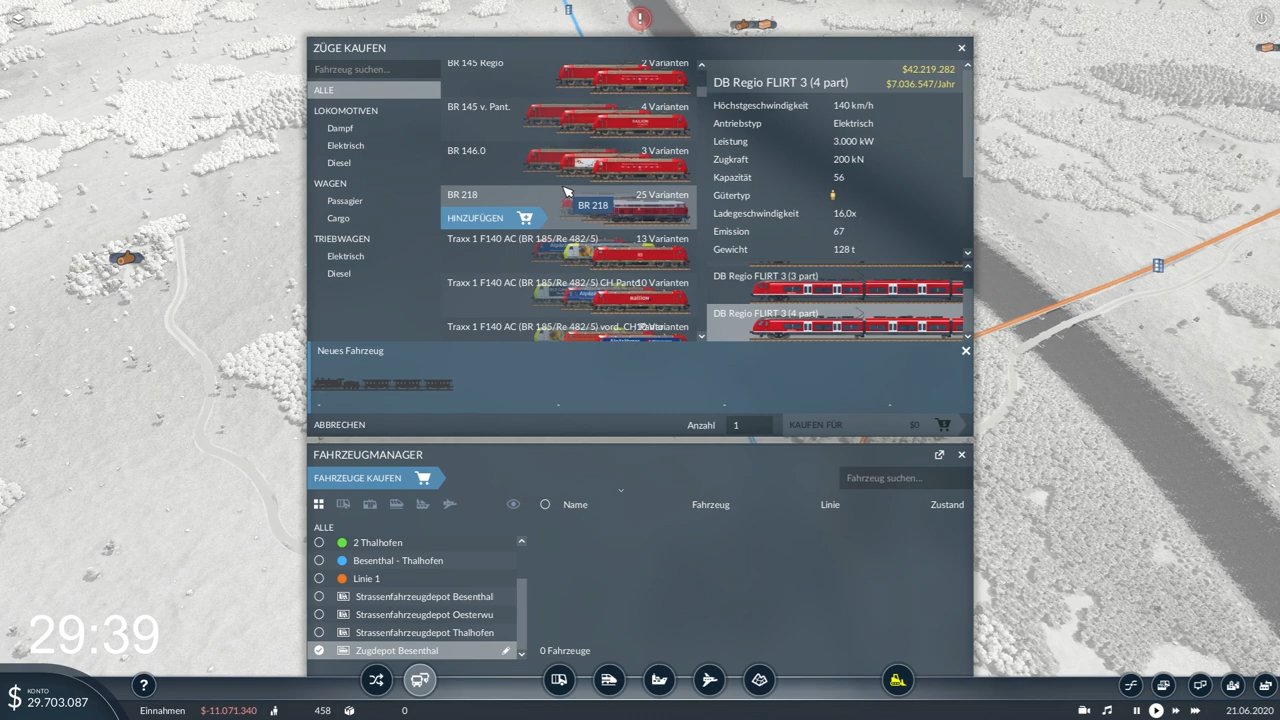 ZÜGE KAUFEN
Fahrzeug suchen...
ALLE
LOKOMOTIVEN
Dampf
Elektrisch
Diesel
WAGEN
Passagier
Cargo
TRIEBWAGEN
Elektrisch
Diesel
BR 145 Regio 2 Varianten
BR 145 v. Pant. 4 Varianten
BR 146.0 3 Varianten
BR 218 25 Varianten
BR 218
HINZUFÜGEN
Traxx 1 F140 AC (BR 185/Re 482/5) 13 Varianten
Traxx 1 F140 AC (BR 185/Re 482/5) CH Panto 10 Varianten
RAILION
Traxx 1 F140 AC (BR 185/Re 482/5) vord. CH Varianten
$42.219.282
DB Regio FLIRT 3 (4 part) $7.036.547/Jahr
Höchstgeschwindigkeit 140 km/h
Antriebstyp Elektrisch
Leistung 3.000 kW
Zugkraft 200 kN
Kapazität 56
Gütertyp
Ladegeschwindigkeit 16,0x
Emission 67
Gewicht 128 t
DB Regio FLIRT 3 (3 part)
DB Regio FLIRT 3 (4 part)
Neues Fahrzeug
- - - -
ABBRECHEN Anzahl 1 KAUFEN FÜR $0
FAHRZEUGMANAGER
FAHRZEUGE KAUFEN Fahrzeug suchen...
Name Fahrzeug Linie Zustand
ALLE
2 Thalhofen
Besenthal - Thalhofen
Linie 1
Strassenfahrzeugdepot Besenthal
Strassenfahrzeugdepot Oesterwu
Strassenfahrzeugdepot Thalhofen
Zugdepot Besenthal 0 Fahrzeuge
29:39
$ KONTO
29.703.087
?
Einnahmen $-11.071.340 458 0 21.06.2020